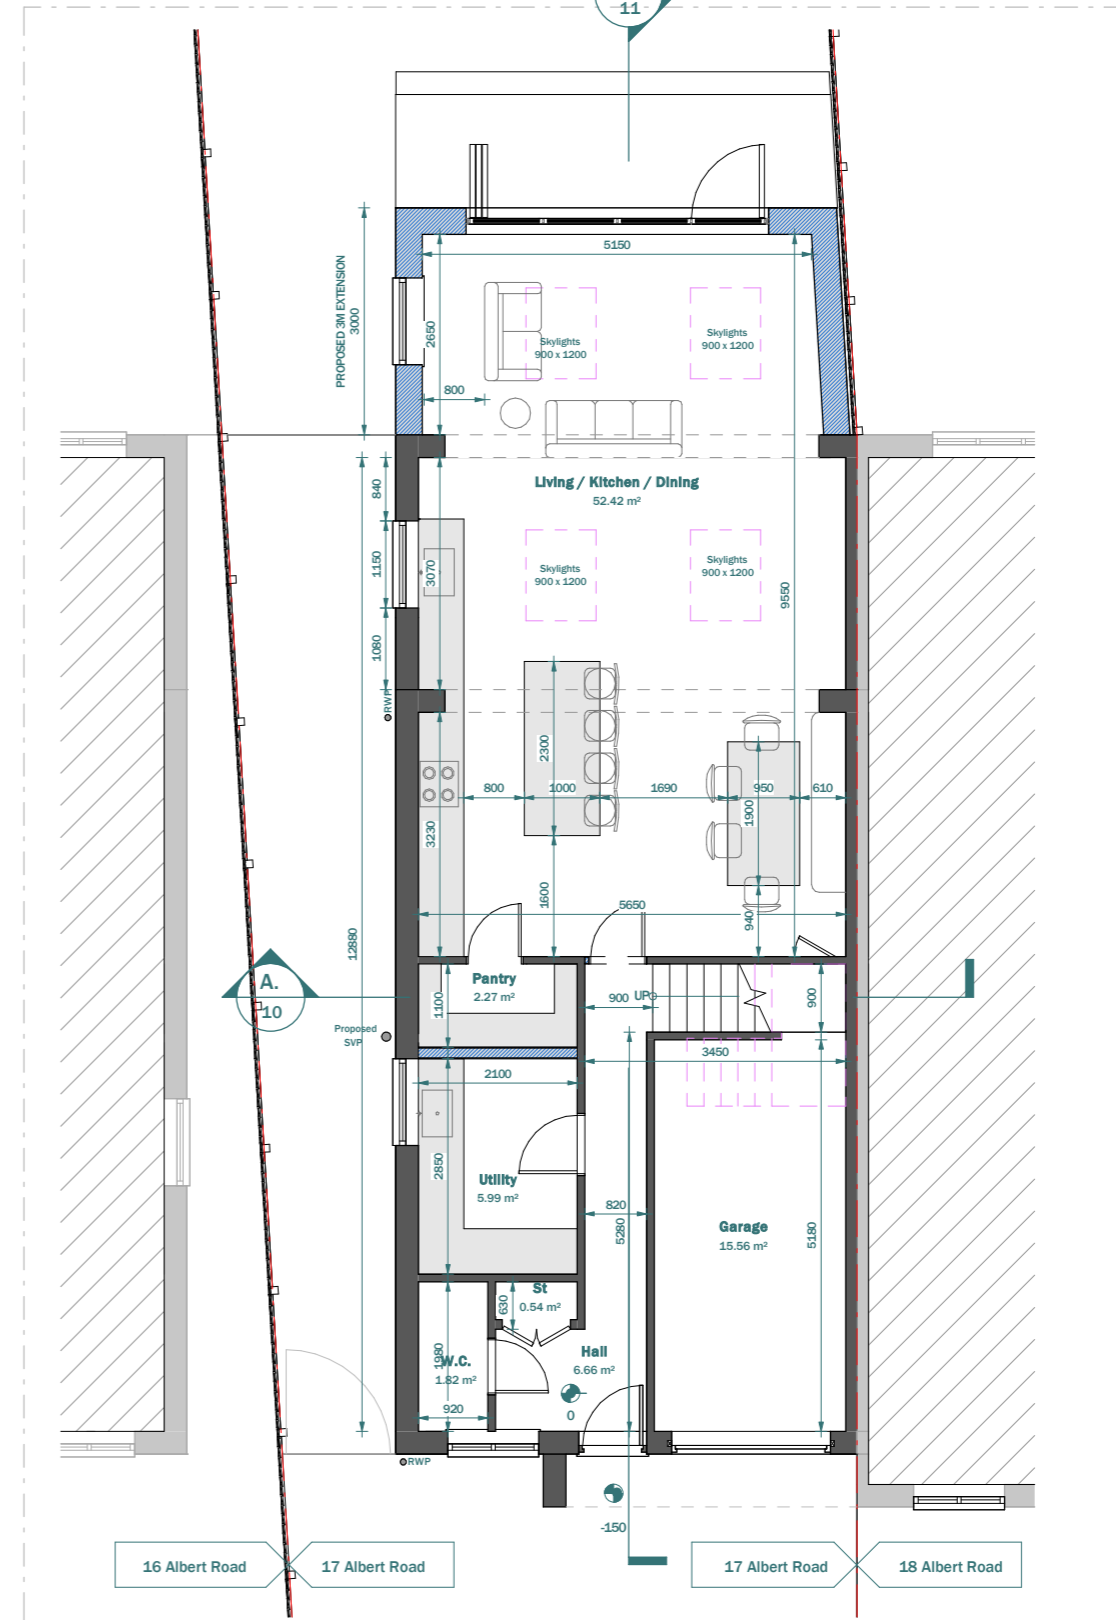 11
5150
PROPOSED 3M EXTENSION
3000
2650
Skylights
900 x 1200
Skylights
900 x 1200
800
Living / Kitchen / Dining
52.42 m²
840
1150
3070
Skylights
900 x 1200
Skylights
900 x 1200
9550
1080
RWP
2300
800
1000
1690
950
610
1900
3230
1600
5650
940
12880
A.
10
Pantry
2.27 m²
1100
900
UP
900
Proposed
SVP
3450
2100
2850
Utility
5.99 m²
820
5280
Garage
15.56 m²
5180
St
0.54 m²
630
Hall
6.66 m²
W.C.
1.82 m²
1980
920
0
RWP
-150
16 Albert Road
17 Albert Road
17 Albert Road
18 Albert Road